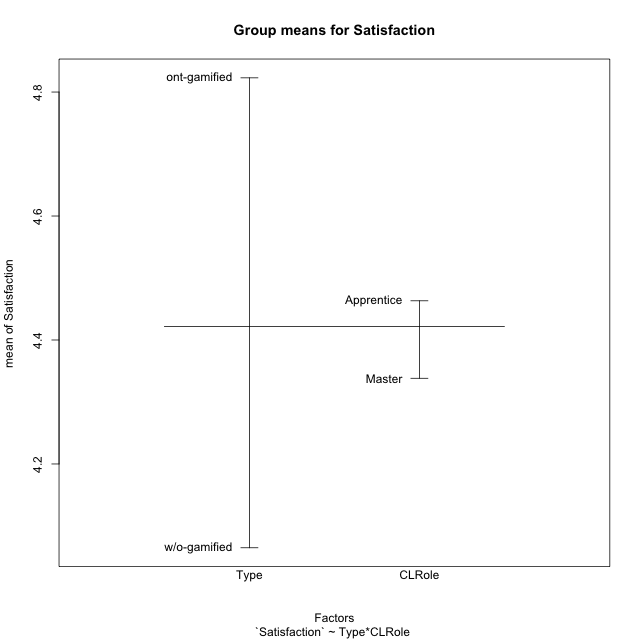 Group means for Satisfaction
mean of Satisfaction
4.8
4.6
4.4
4.2
ont-gamified
w/o-gamified
Apprentice
Master
Type
CLRole
Factors
`Satisfaction` ~ Type*CLRole